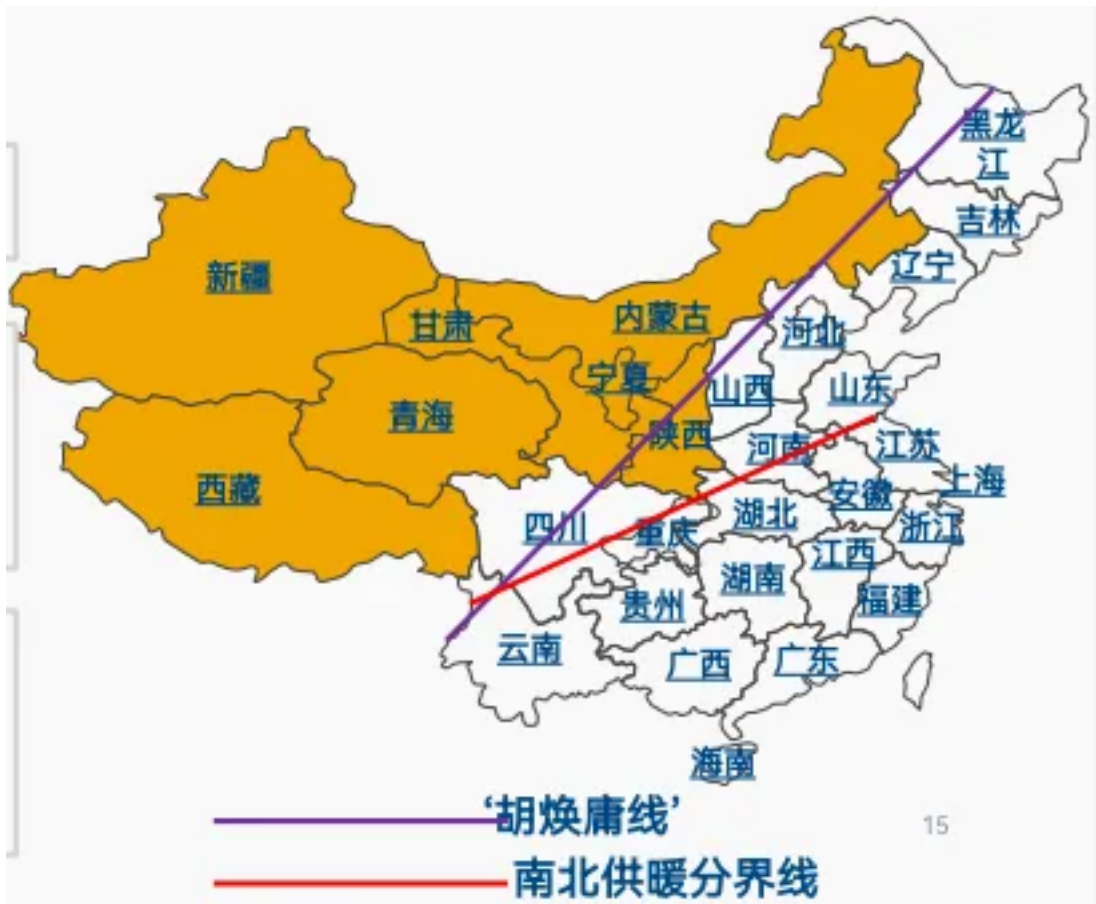 黑龙
江
吉林
辽宁
新疆
内蒙古
甘肃
河北
宁夏
山西
山东
青海
陕西
河南
江苏
西藏
上海
安徽
四川
重庆
湖北
浙江
江西
湖南
贵州
福建
云南
广西
广东
海南
‘胡焕庸线’
15
南北供暖分界线